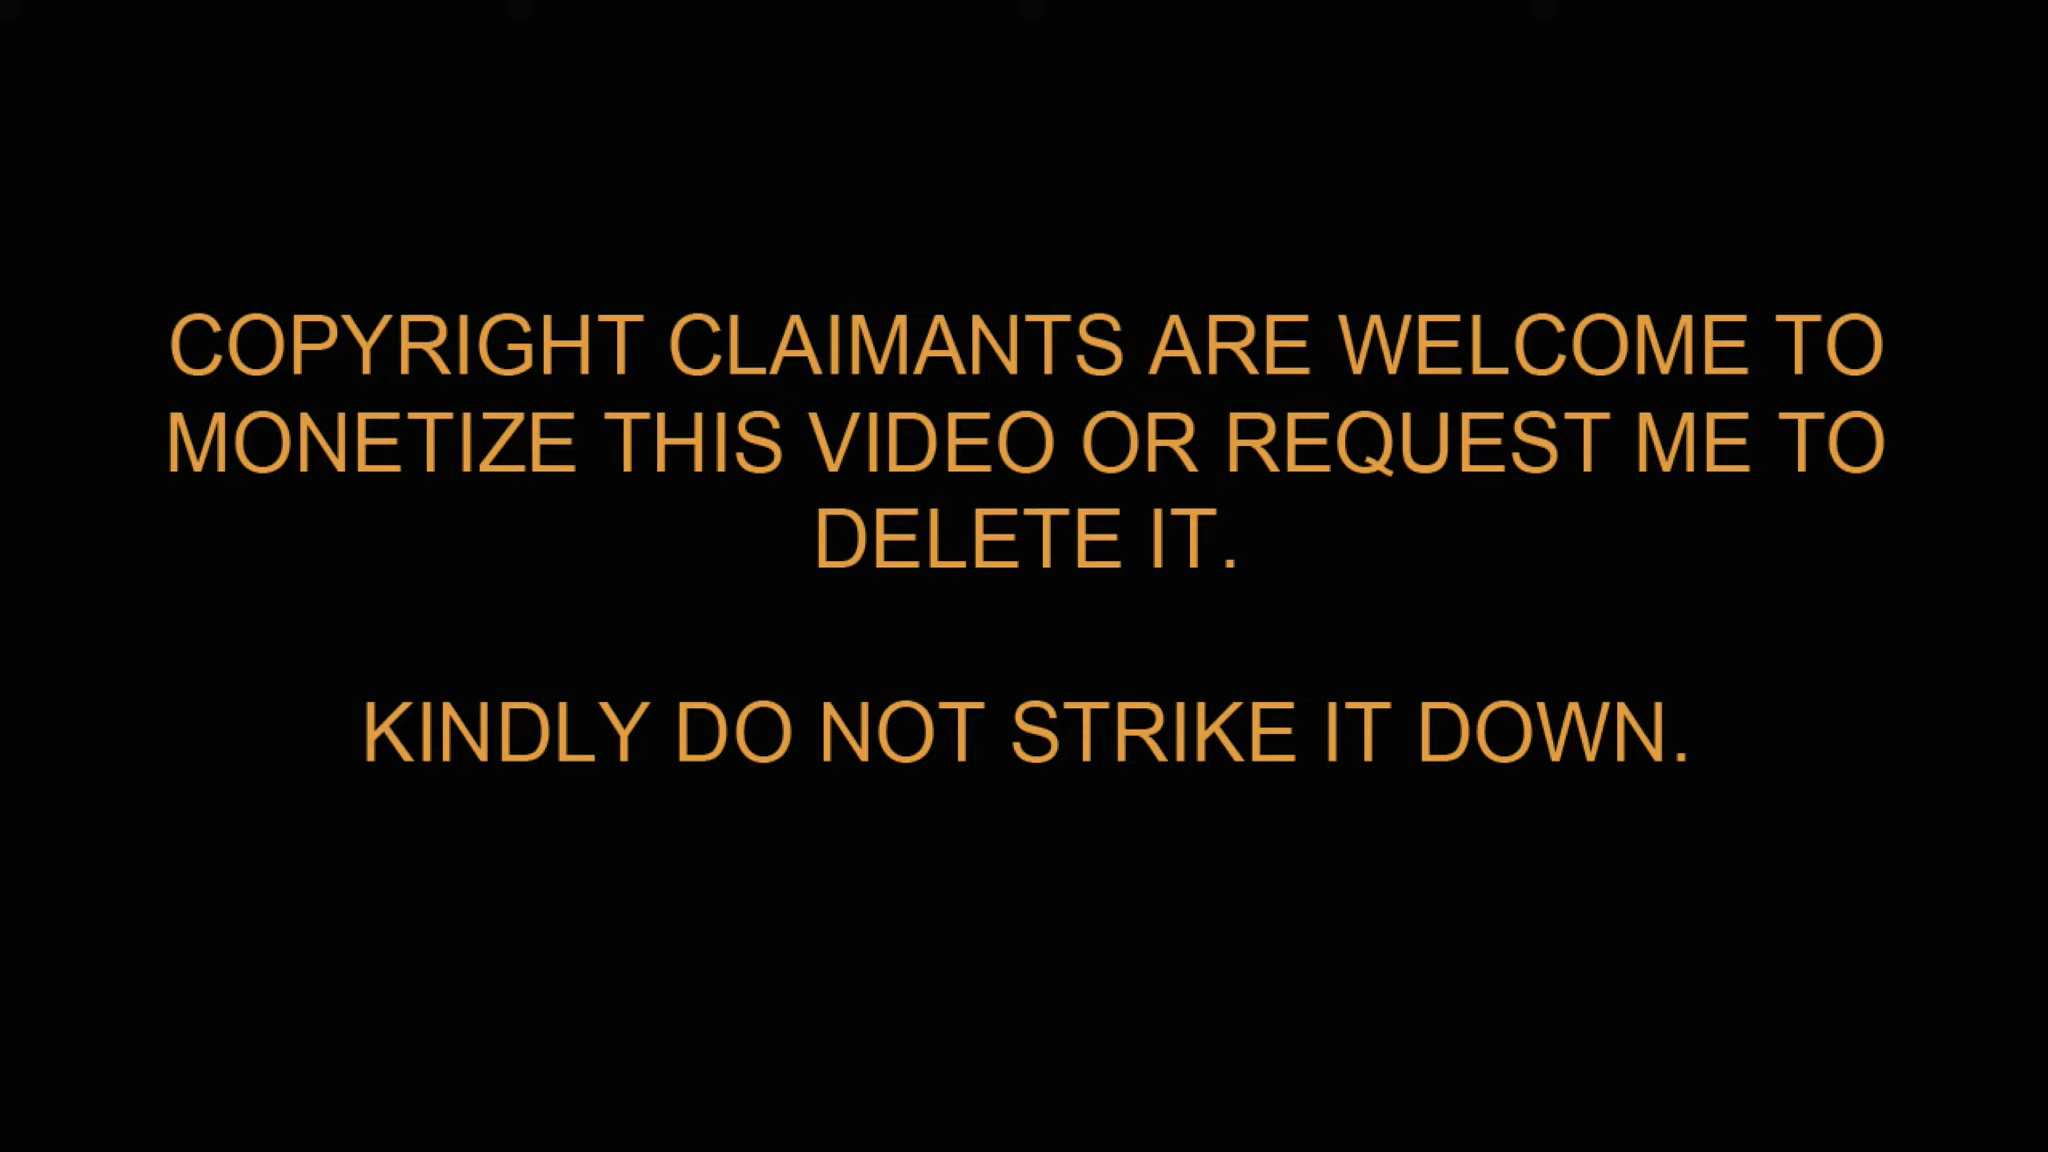 COPYRIGHT CLAIMANTS ARE WELCOME TO
MONETIZE THIS VIDEO OR REQUEST ME TO
DELETE IT.
KINDLY DO NOT STRIKE IT DOWN.